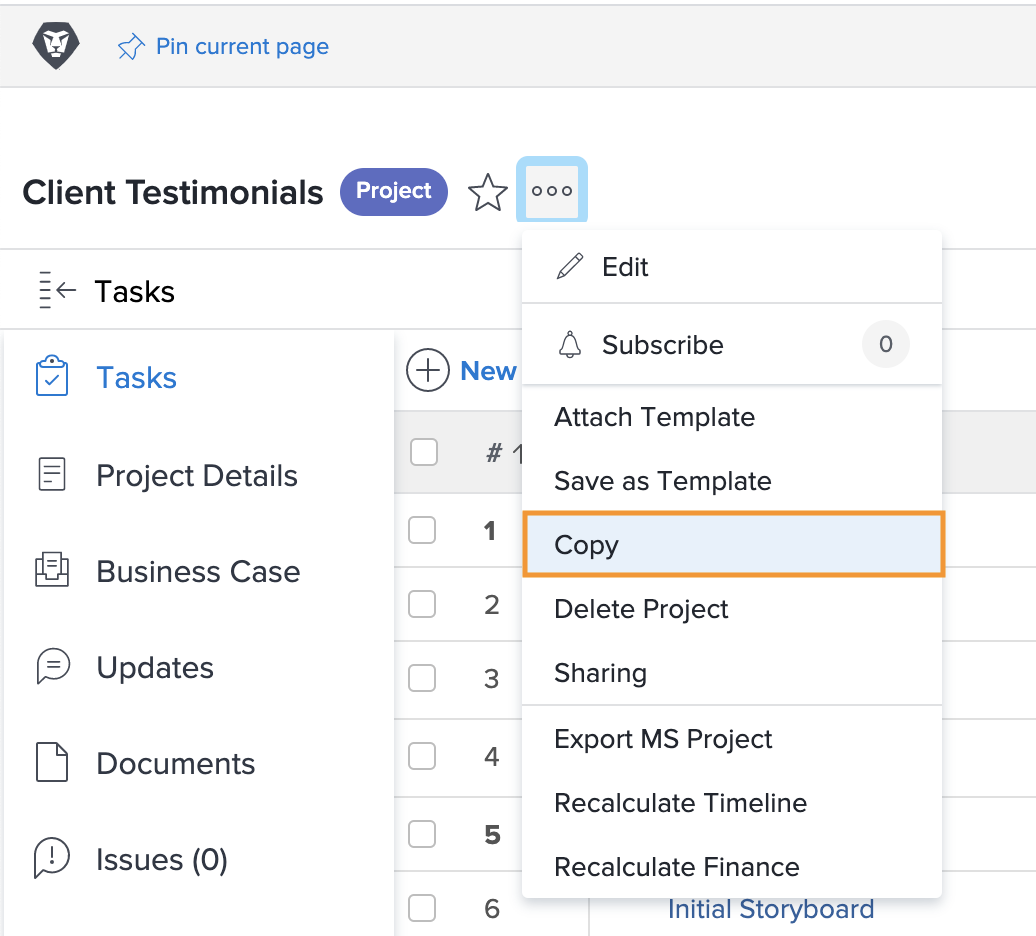 Pin current page
Client Testimonials Project
Tasks
Edit
Subscribe 0
Attach Template
Save as Template
Copy
Delete Project
Sharing
Export MS Project
Recalculate Timeline
Recalculate Finance
Tasks
Project Details
Business Case
Updates
Documents
Issues (0)
New
# ↑
1
2
3
4
5
6 Initial Storyboard